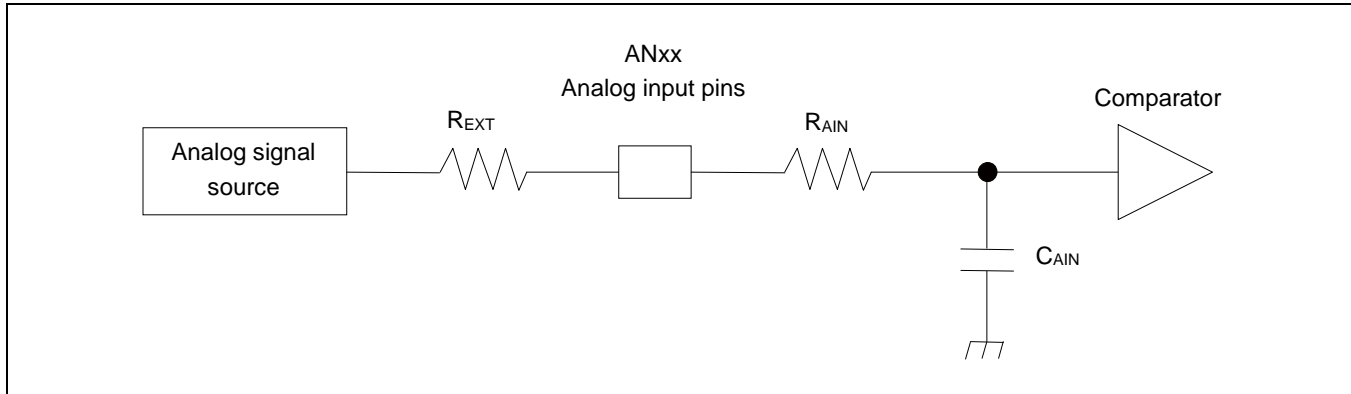 ANxx
Analog input pins
Comparator
REXT
RAIN
Analog signal
source
CAIN